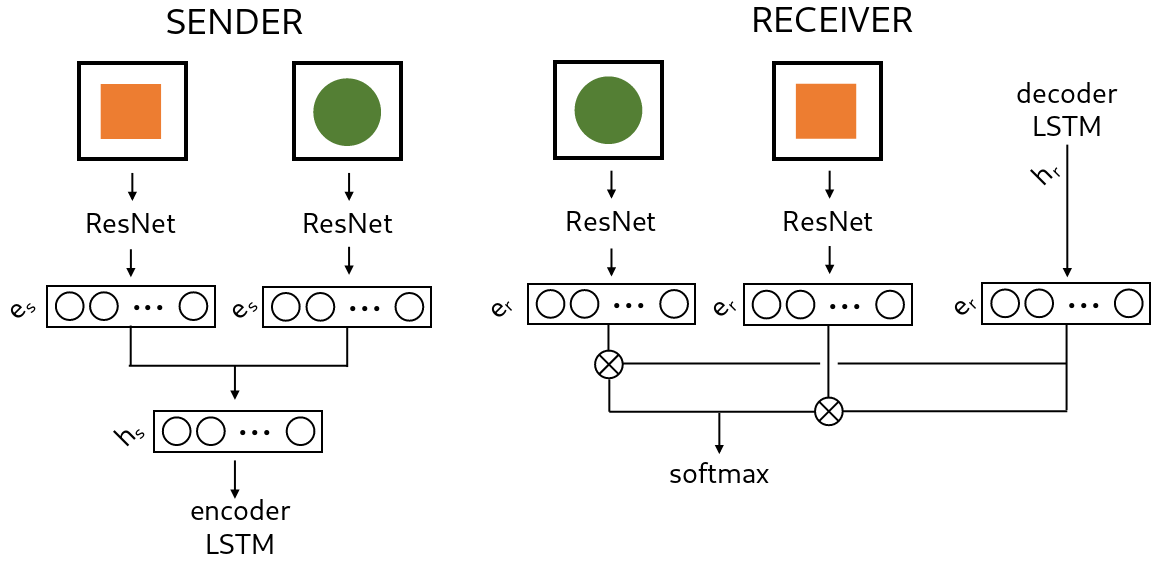 SENDER
ResNet
ResNet
eₛ
eₛ
hₛ
encoder
LSTM
RECEIVER
decoder
LSTM
hᵣ
ResNet
ResNet
eᵣ
eᵣ
eᵣ
softmax